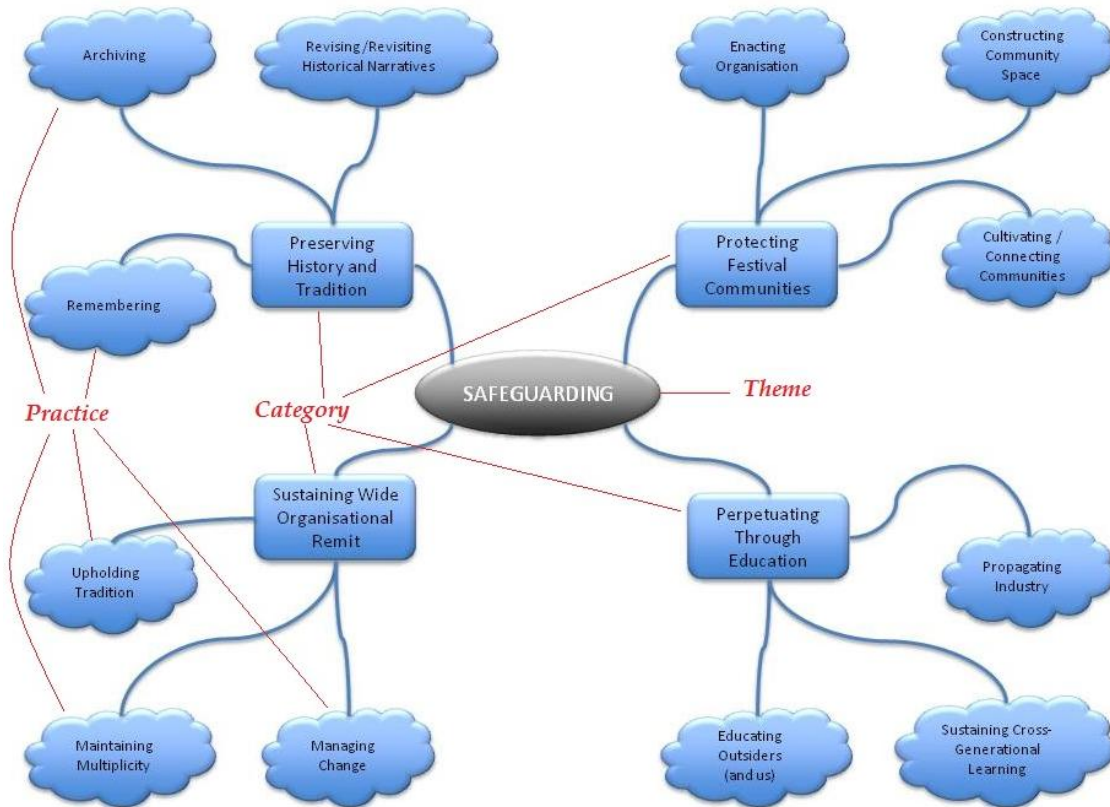 Archiving
Revising/Revisiting
Historical Narratives
Enacting
Organisation
Constructing
Community
Space
Preserving
History and
Tradition
Protecting
Festival
Communities
Cultivating /
Connecting
Communities
Remembering
SAFEGUARDING
Theme
Practice
Category
Sustaining Wide
Organisational
Remit
Perpetuating
Through
Education
Upholding
Tradition
Propagating
Industry
Maintaining
Multiplicity
Managing
Change
Educating
Outsiders
(and us)
Sustaining Cross-
Generational
Learning